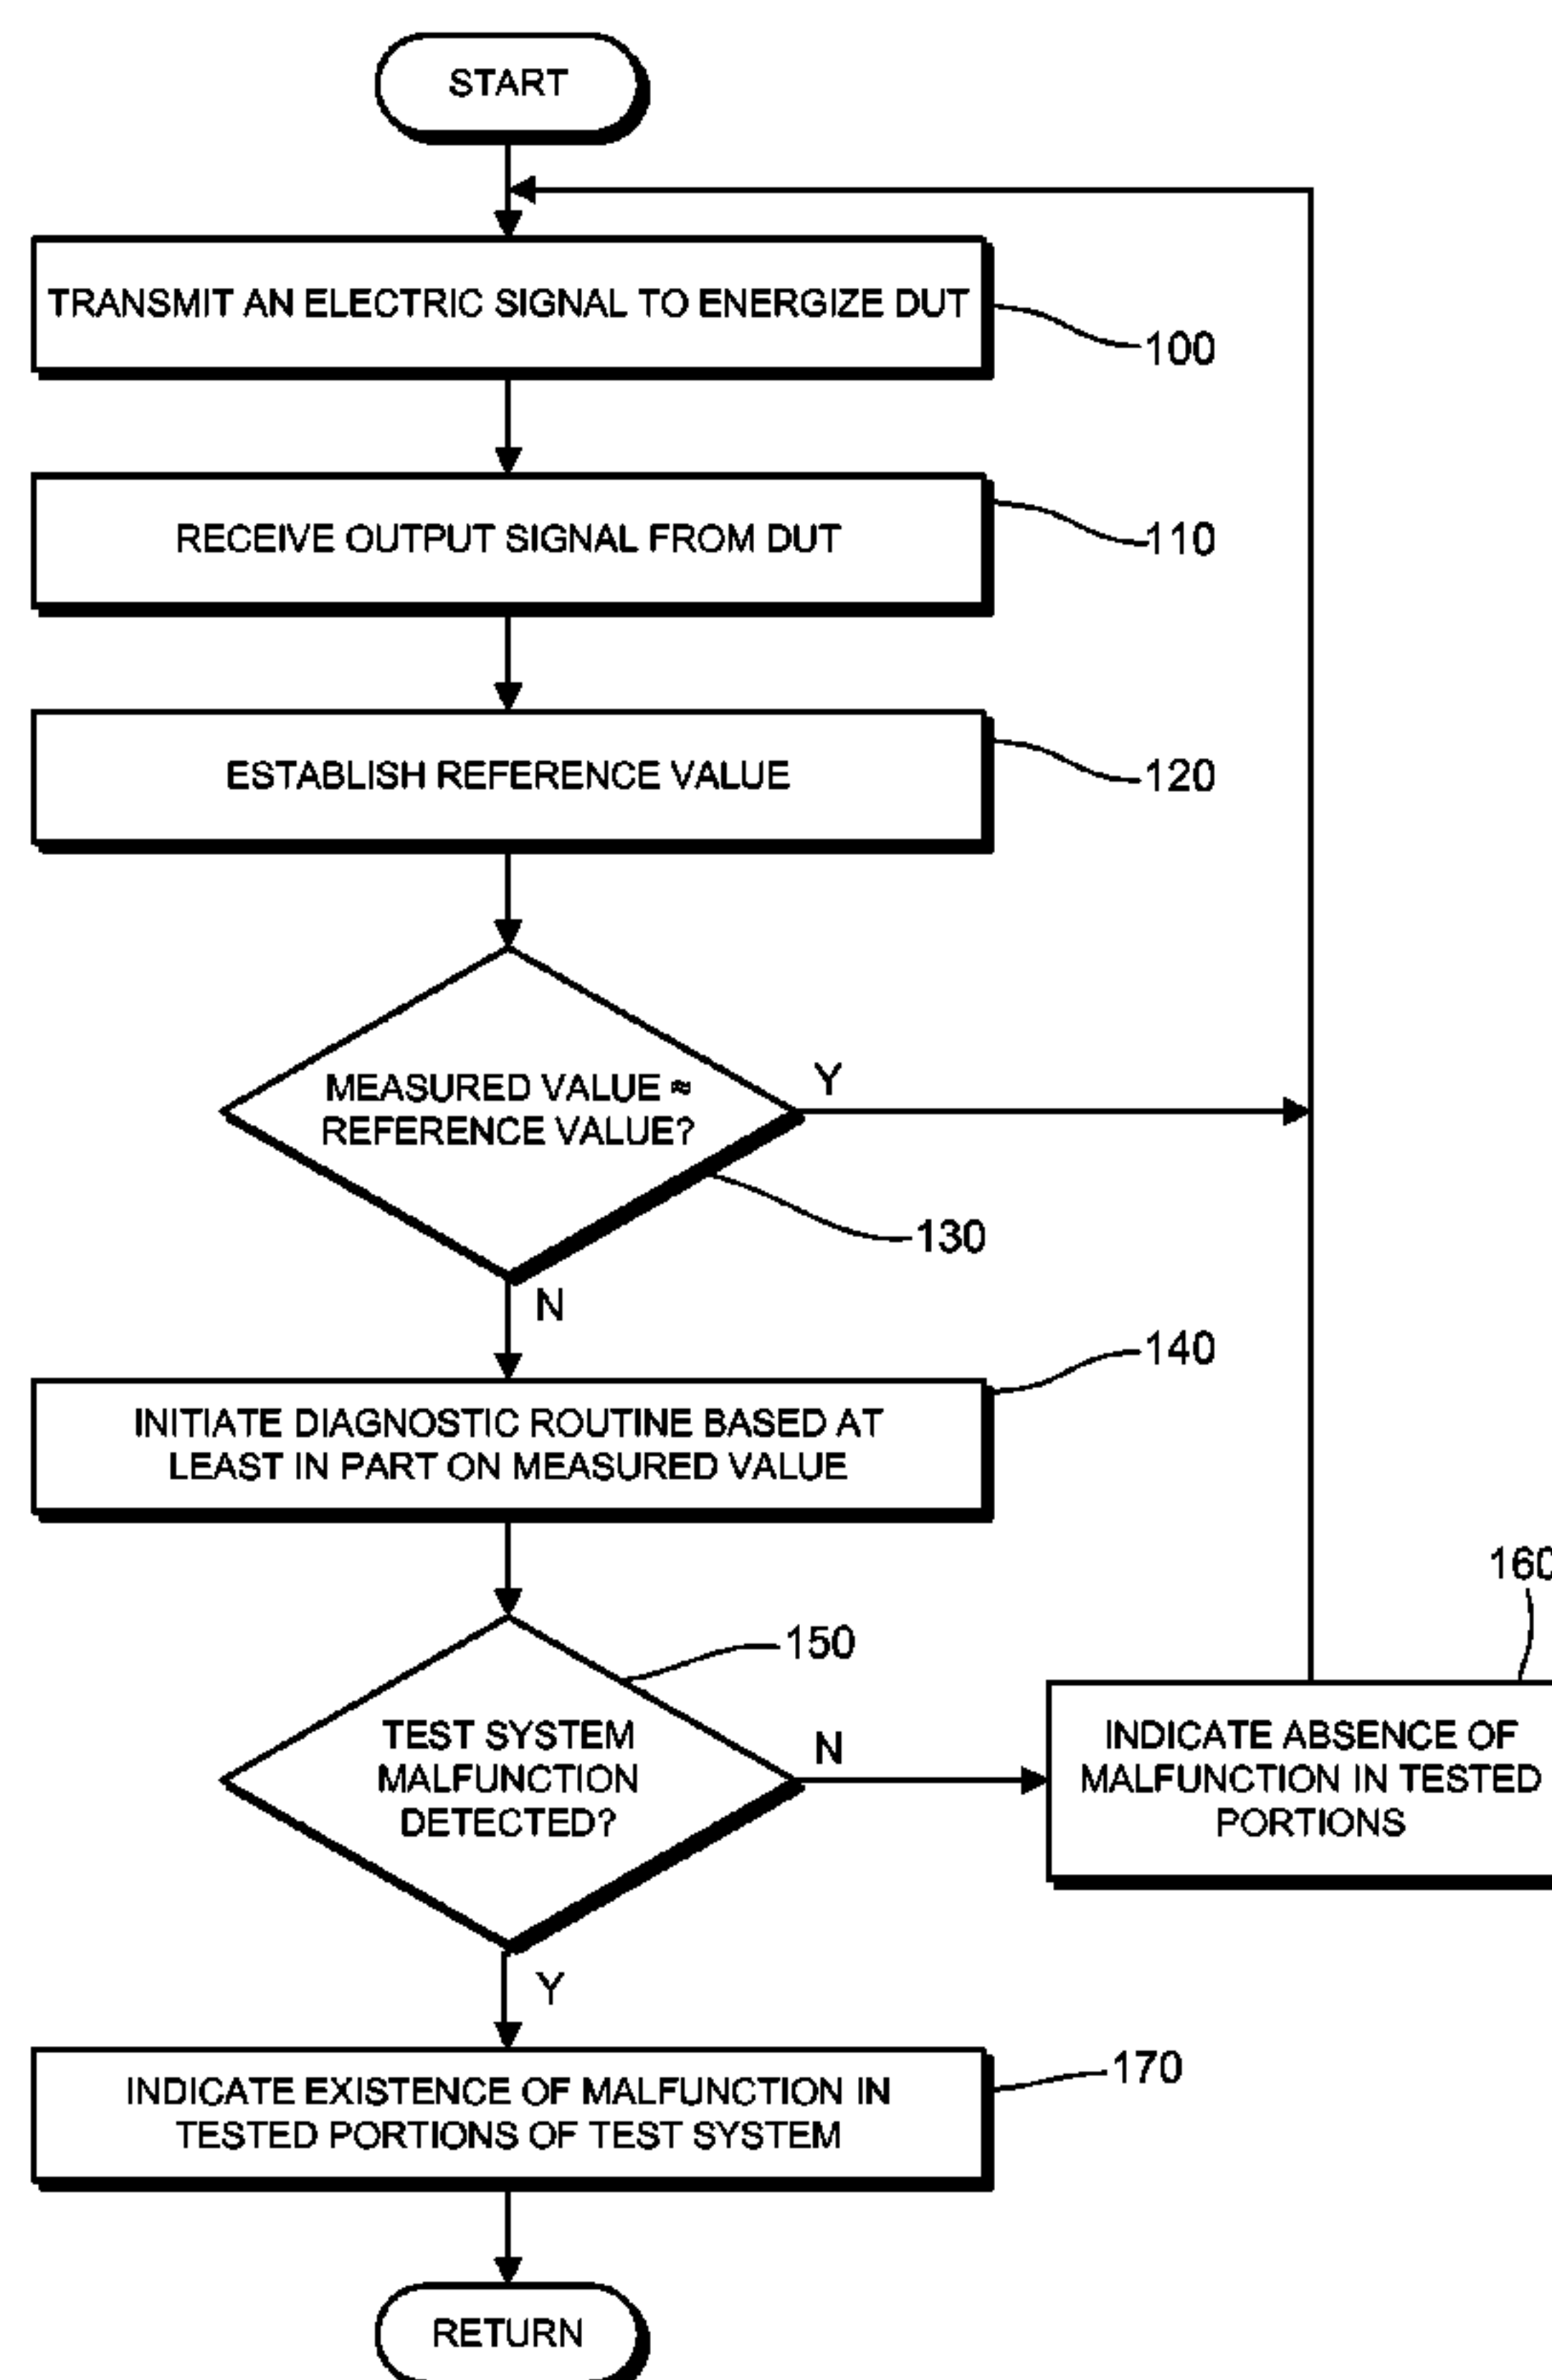 START
TRANSMIT AN ELECTRIC SIGNAL TO ENERGIZE DUT
100
RECEIVE OUTPUT SIGNAL FROM DUT
110
ESTABLISH REFERENCE VALUE
120
MEASURED VALUE ≈
REFERENCE VALUE?
Y
130
N
140
INITIATE DIAGNOSTIC ROUTINE BASED AT
LEAST IN PART ON MEASURED VALUE
150
160
TEST SYSTEM
MALFUNCTION
DETECTED?
N
INDICATE ABSENCE OF
MALFUNCTION IN TESTED
PORTIONS
Y
170
INDICATE EXISTENCE OF MALFUNCTION IN
TESTED PORTIONS OF TEST SYSTEM
RETURN